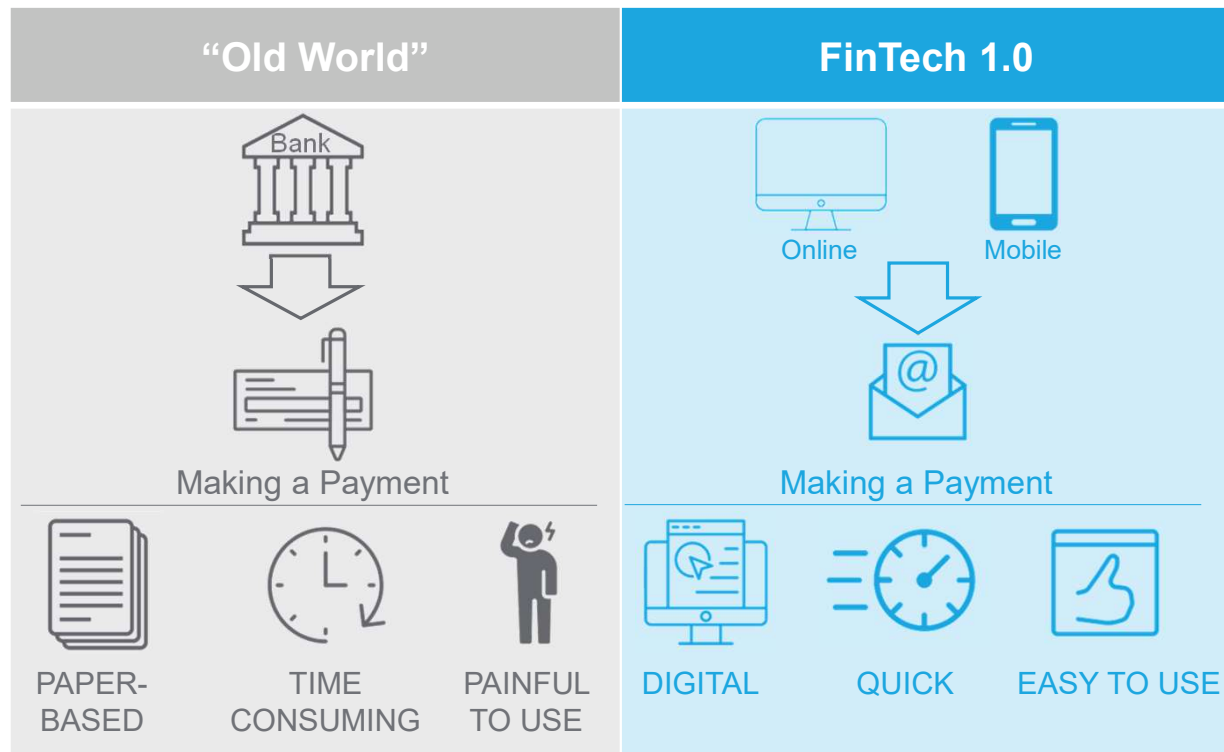 “Old World”
FinTech 1.0
Bank
Making a Payment
PAPER-
BASED
TIME
CONSUMING
PAINFUL
TO USE
Online
Mobile
@
Making a Payment
DIGITAL
QUICK
EASY TO USE